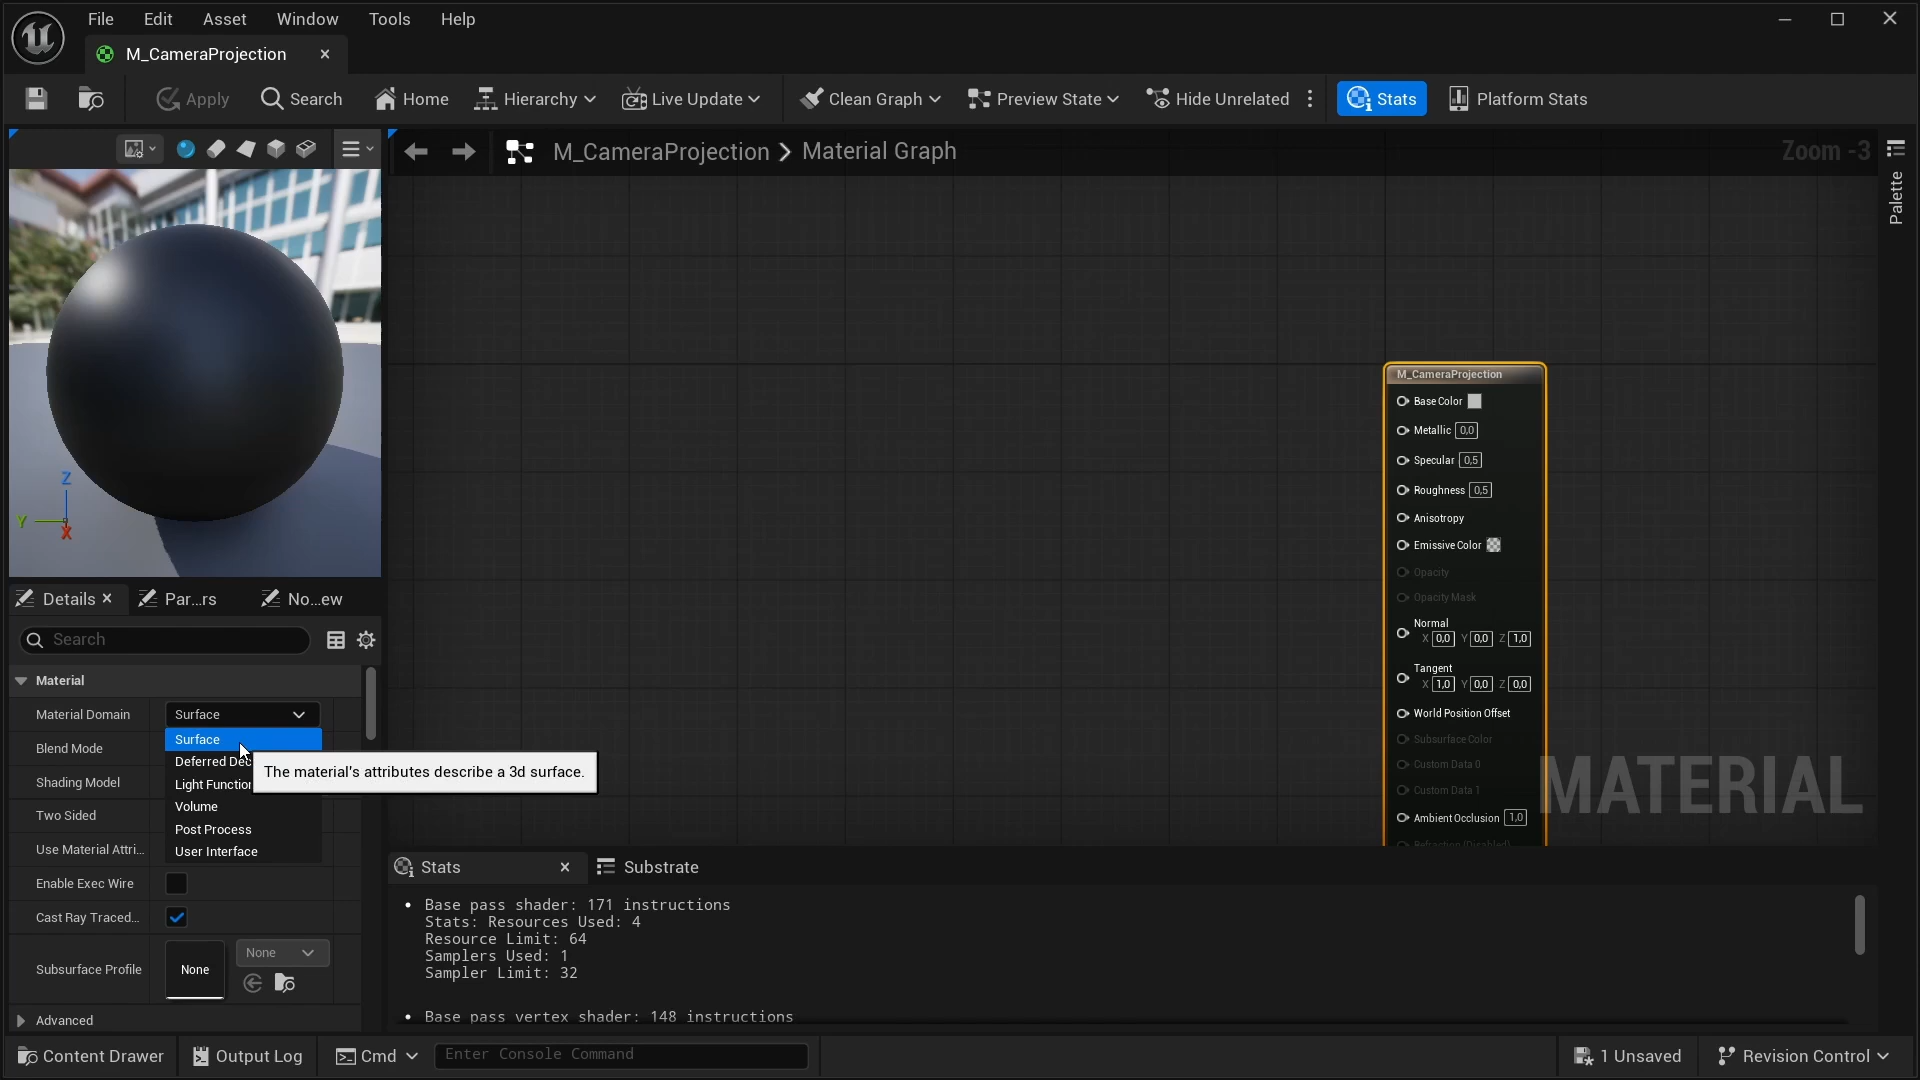 File Edit Asset Window Tools Help
M_CameraProjection
Apply Search Home Hierarchy Live Update Clean Graph Preview State Hide Unrelated Stats Platform Stats
M_CameraProjection Material Graph Zoom -3
Palette
Z
Y
X
M_CameraProjection
Base Color
Metallic 0,0
Specular 0,5
Roughness 0,5
Anisotropy
Emissive Color
Opacity
Opacity Mask
Normal
X 0,0 Y 0,0 Z 1,0
Tangent
X 1,0 Y 0,0 Z 0,0
World Position Offset
Subsurface Color
Custom Data 0
Custom Data 1
Ambient Occlusion 1,0
Refraction (Disabled)
MATERIAL
Details Par...rs No...ew
Search
Material
Material Domain Surface
Surface
Blend Mode
Deferred Dec
The material's attributes describe a 3d surface.
Shading Model
Light Function
Volume
Two Sided
Post Process
Use Material Attri...
User Interface
Enable Exec Wire
Cast Ray Traced...
Subsurface Profile None None
Advanced
Stats Substrate
• Base pass shader: 171 instructions
Stats: Resources Used: 4
Resource Limit: 64
Samplers Used: 1
Sampler Limit: 32
• Base pass vertex shader: 148 instructions
Content Drawer Output Log Cmd Enter Console Command 1 Unsaved Revision Control